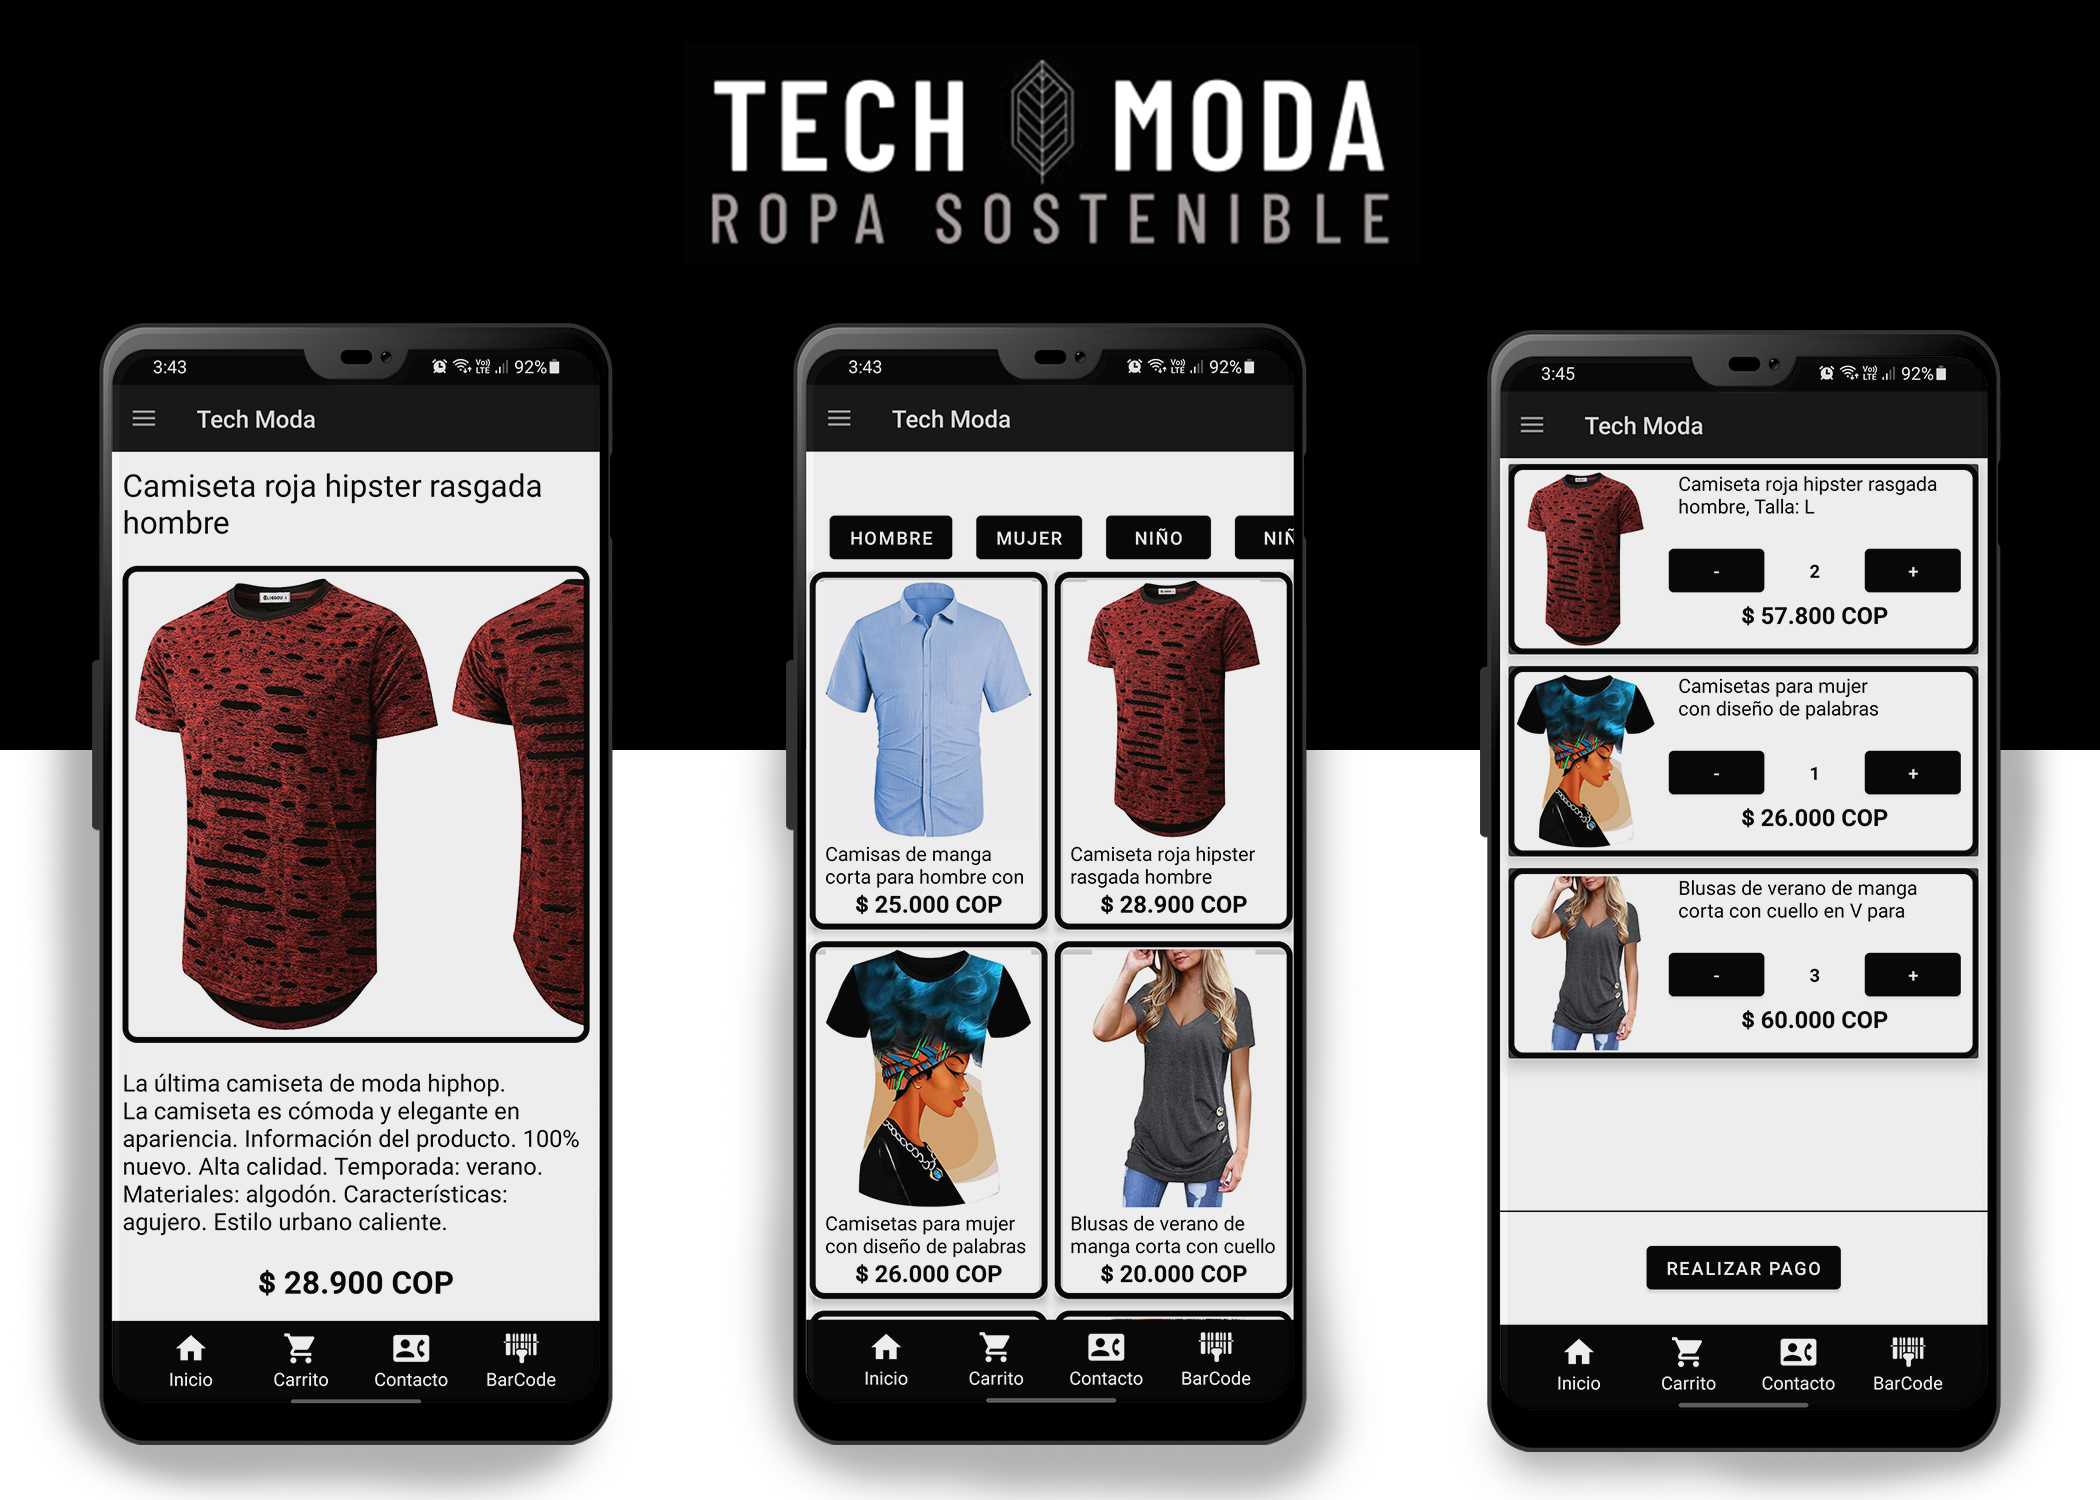 TECH MODA
ROPA SOSTENIBLE
3:43
Vo))
LTE
92%
Tech Moda
Camiseta roja hipster rasgada
hombre
La última camiseta de moda hiphop.
La camiseta es cómoda y elegante en
apariencia. Información del producto. 100%
nuevo. Alta calidad. Temporada: verano.
Materiales: algodón. Características:
agujero. Estilo urbano caliente.
$ 28.900 COP
Inicio
Carrito
Contacto
BarCode
3:43
Vo))
LTE
92%
Tech Moda
HOMBRE
MUJER
NIÑO
NIÑ
Camisas de manga
corta para hombre con
$ 25.000 COP
Camiseta roja hipster
rasgada hombre
$ 28.900 COP
Camisetas para mujer
con diseño de palabras
$ 26.000 COP
Blusas de verano de
manga corta con cuello
$ 20.000 COP
Inicio
Carrito
Contacto
BarCode
3:45
Vo))
LTE
92%
Tech Moda
Camiseta roja hipster rasgada
hombre, Talla: L
- 2 +
$ 57.800 COP
Camisetas para mujer
con diseño de palabras
- 1 +
$ 26.000 COP
Blusas de verano de manga
corta con cuello en V para
- 3 +
$ 60.000 COP
REALIZAR PAGO
Inicio
Carrito
Contacto
BarCode